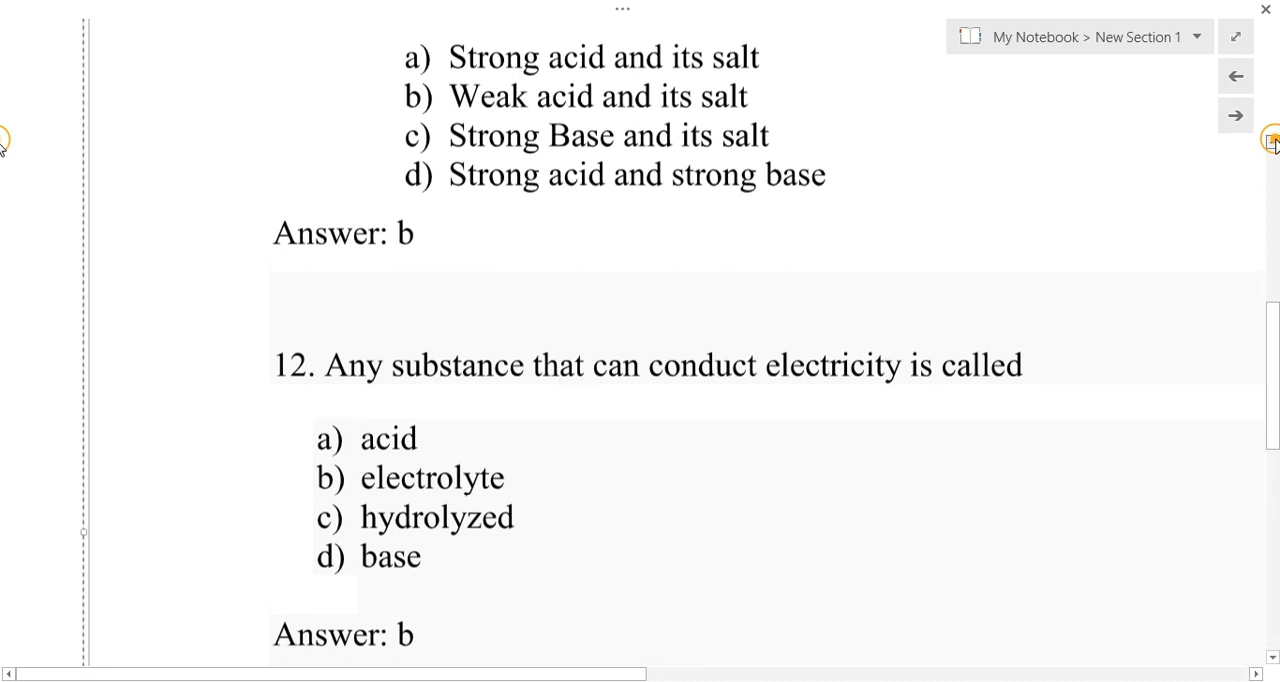 My Notebook > New Section 1
a) Strong acid and its salt
b) Weak acid and its salt
c) Strong Base and its salt
d) Strong acid and strong base
Answer: b
12. Any substance that can conduct electricity is called
a) acid
b) electrolyte
c) hydrolyzed
d) base
Answer: b